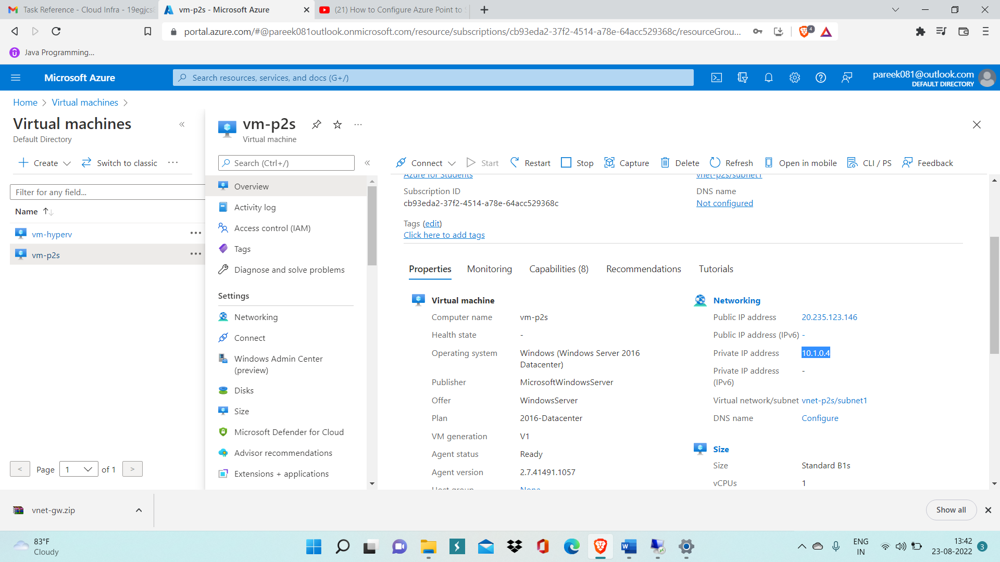 Task Reference - Cloud Infra - 19egjcs
vm-p2s - Microsoft Azure
(21) How to Configure Azure Point to S
portal.azure.com/#@pareek081outlook.onmicrosoft.com/resource/subscriptions/cb93eda2-37f2-4514-a78e-64acc529368c/resourceGrou...
4
Java Programming...
Microsoft Azure
Search resources, services, and docs (G+/)
pareek081@outlook.com
DEFAULT DIRECTORY
Home
Virtual machines
Virtual machines
Default Directory
Create
Switch to classic
Filter for any field...
Name
vm-hyperv
vm-p2s
< Page 1 of 1 >
vm-p2s
Virtual machine
Search (Ctrl+/)
Overview
Activity log
Access control (IAM)
Tags
Diagnose and solve problems
Settings
Networking
Connect
Windows Admin Center
(preview)
Disks
Size
Microsoft Defender for Cloud
Advisor recommendations
Extensions + applications
Connect
Start
Restart
Stop
Capture
Delete
Refresh
Open in mobile
CLI / PS
Feedback
Azure for Students
vnet-p2s/subnet1
Subscription ID
cb93eda2-37f2-4514-a78e-64acc529368c
DNS name
Not configured
Tags (edit)
Click here to add tags
Properties
Monitoring
Capabilities (8)
Recommendations
Tutorials
Virtual machine
Computer name vm-p2s
Health state -
Operating system Windows (Windows Server 2016
Datacenter)
Publisher MicrosoftWindowsServer
Offer WindowsServer
Plan 2016-Datacenter
VM generation V1
Agent status Ready
Agent version 2.7.41491.1057
Host group None
Networking
Public IP address 20.235.123.146
Public IP address (IPv6) -
Private IP address 10.1.0.4
Private IP address -
(IPv6)
Virtual network/subnet vnet-p2s/subnet1
DNS name Configure
Size
Size Standard B1s
vCPUs 1
vnet-gw.zip
Show all
83°F
Cloudy
ENG
IN
13:42
23-08-2022
3